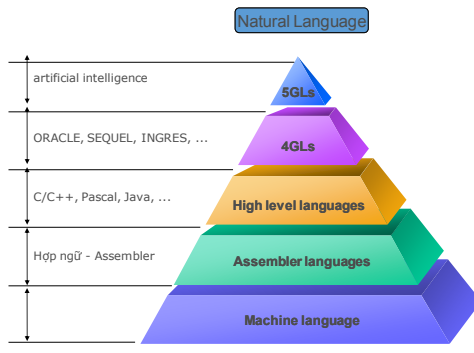 Natural Language
artificial intelligence
5GLs
ORACLE, SEQUEL, INGRES, ...
4GLs
C/C++, Pascal, Java, ...
High level languages
Hợp ngữ - Assembler
Assembler languages
Machine language